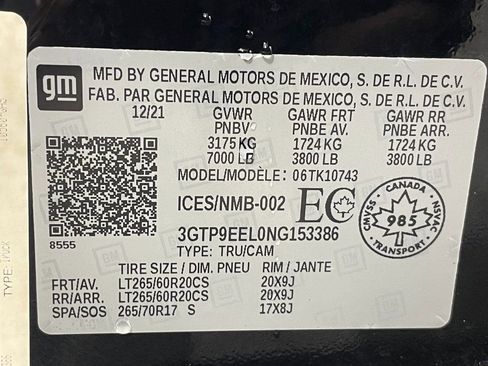 gm
MFD BY GENERAL MOTORS DE MEXICO, S. DE R.L. DE C.V.
FAB. PAR GENERAL MOTORS DE MEXICO, S. DE R.L. DE C.V.
12/21 GVWR GAWR FRT GAWR RR
PNBV PNBE AV. PNBE ARR.
3175 KG 1724 KG 1724 KG
7000 LB 3800 LB 3800 LB
MODEL/MODÈLE: 06TK10743
ICES/NMB-002 EC
CANADA
CMVSS 985 NSVAC
TRANSPORT
8555
3GTP9EEL0NG153386
TYPE: TRU/CAM
TIRE SIZE / DIM. PNEU RIM / JANTE
FRT/AV. LT265/60R20CS 20X9J
RR/ARR. LT265/60R20CS 20X9J
SPA/SOS 265/70R17 S 17X8J